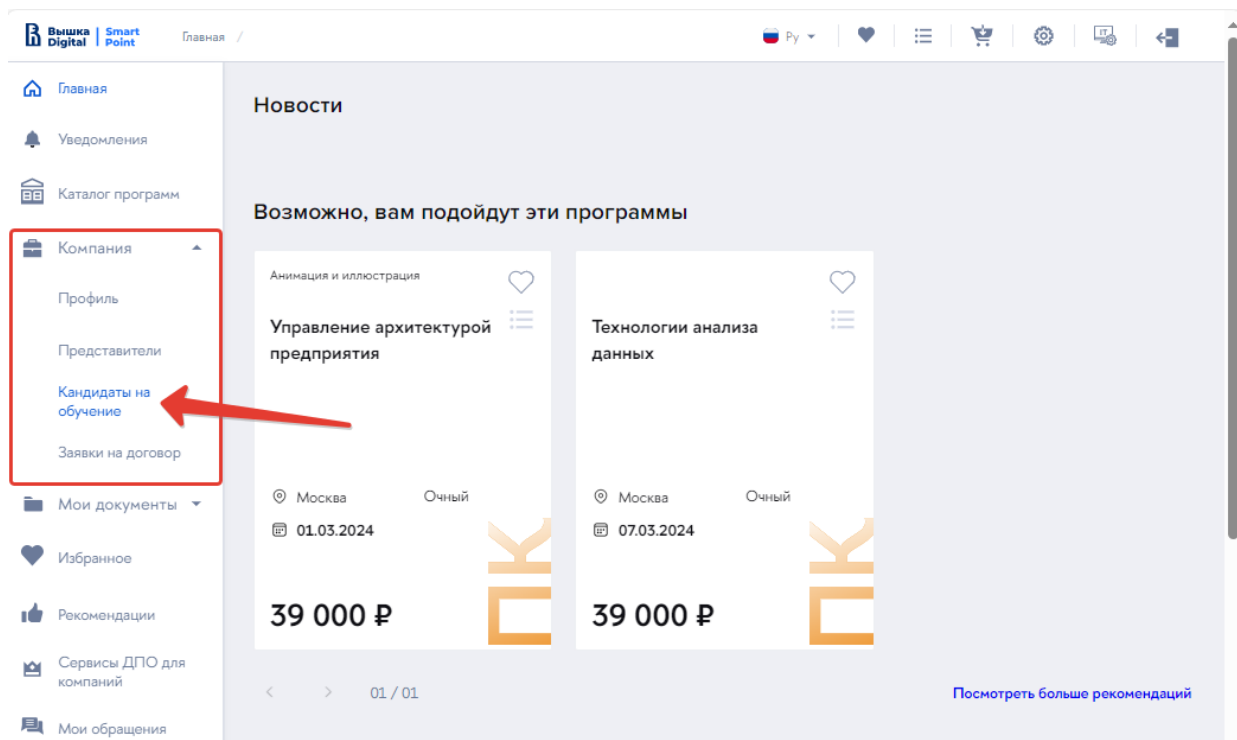 Вышка | Smart
Digital | Point
Главная /
Ру
Главная
Уведомления
Каталог программ
Компания
Профиль
Представители
Кандидаты на
обучение
Заявки на договор
Мои документы
Избранное
Рекомендации
Сервисы ДПО для
компаний
Мои обращения
Новости
Возможно, вам подойдут эти программы
Анимация и иллюстрация
Управление архитектурой
предприятия
Москва Очный
01.03.2024
ПК
39 000 ₽
Технологии анализа
данных
Москва Очный
07.03.2024
ПК
39 000 ₽
< > 01 / 01
Посмотреть больше рекомендаций